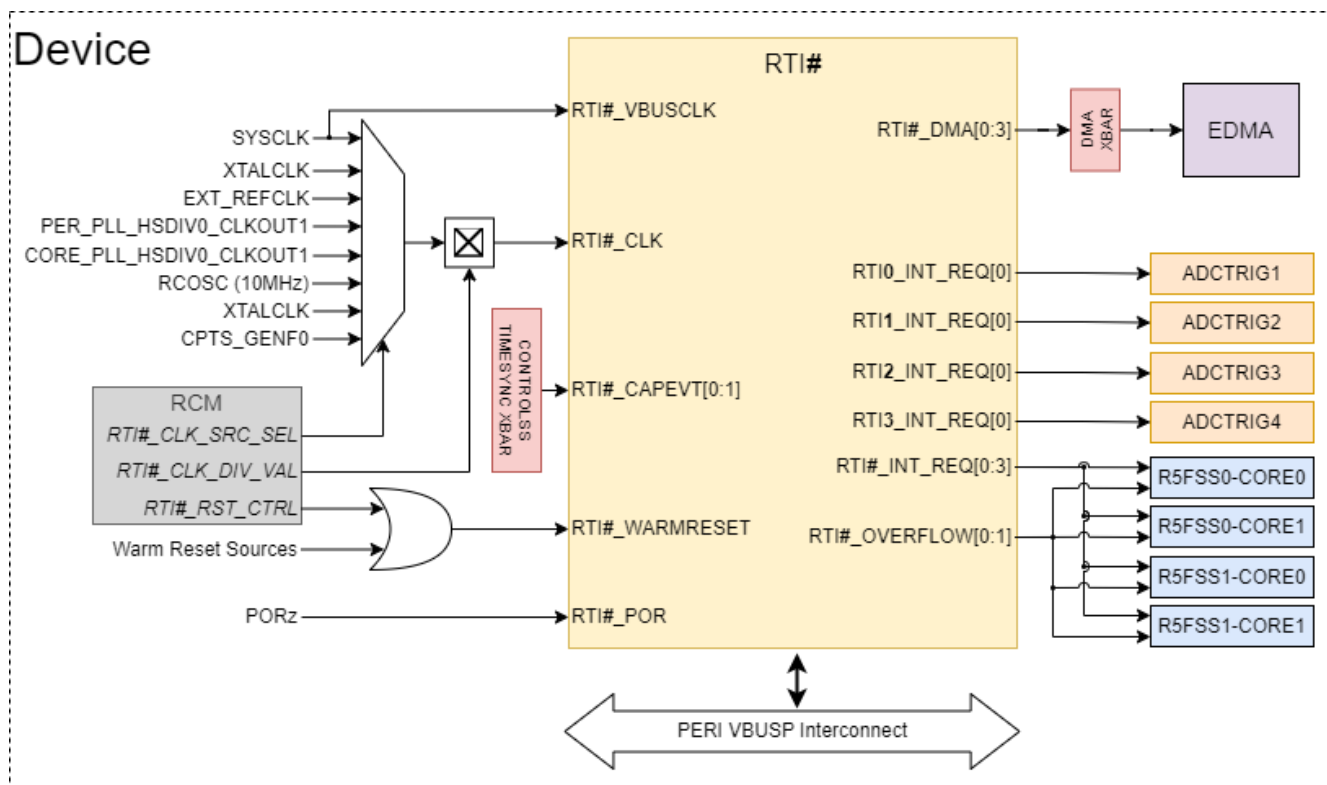 Device
RTI#
RTI#_VBUSCLK
SYSCLK
XTALCLK
EXT_REFCLK
PER_PLL_HSDIV0_CLKOUT1
CORE_PLL_HSDIV0_CLKOUT1
RCOSC (10MHz)
XTALCLK
CPTS_GENF0
RTI#_CLK
RCM
RTI#_CLK_SRC_SEL
RTI#_CLK_DIV_VAL
RTI#_RST_CTRL
Warm Reset Sources
PORz
CONTROLSS
TIMESYNC XBAR
RTI#_CAPEVT[0:1]
RTI#_WARMRESET
RTI#_POR
RTI#_DMA[0:3]
DMA
XBAR
EDMA
RTI0_INT_REQ[0]
ADCTRIG1
RTI1_INT_REQ[0]
ADCTRIG2
RTI2_INT_REQ[0]
ADCTRIG3
RTI3_INT_REQ[0]
ADCTRIG4
RTI#_INT_REQ[0:3]
R5FSS0-CORE0
R5FSS0-CORE1
RTI#_OVERFLOW[0:1]
R5FSS1-CORE0
R5FSS1-CORE1
PERI VBUSP Interconnect